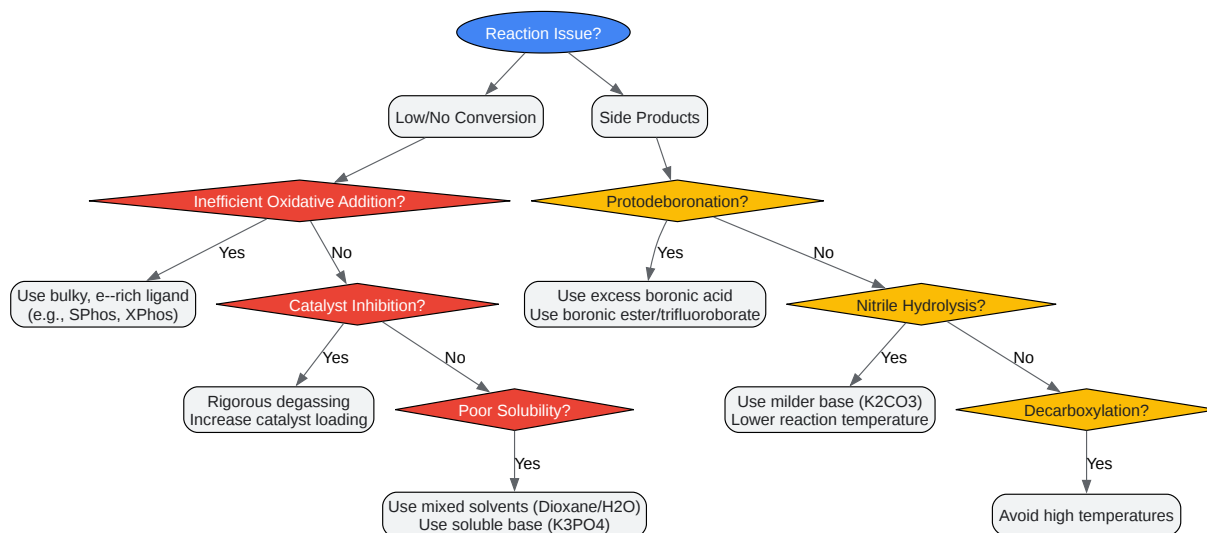 Reaction Issue?
Low/No Conversion
Side Products
Inefficient Oxidative Addition?
Protodeboronation?
Yes
No
Yes
No
Use bulky, e--rich ligand
(e.g., SPhos, XPhos)
Catalyst Inhibition?
Use excess boronic acid
Use boronic ester/trifluoroborate
Nitrile Hydrolysis?
Yes
No
Yes
No
Rigorous degassing
Increase catalyst loading
Poor Solubility?
Use milder base (K2CO3)
Lower reaction temperature
Decarboxylation?
Yes
Yes
Use mixed solvents (Dioxane/H2O)
Use soluble base (K3PO4)
Avoid high temperatures